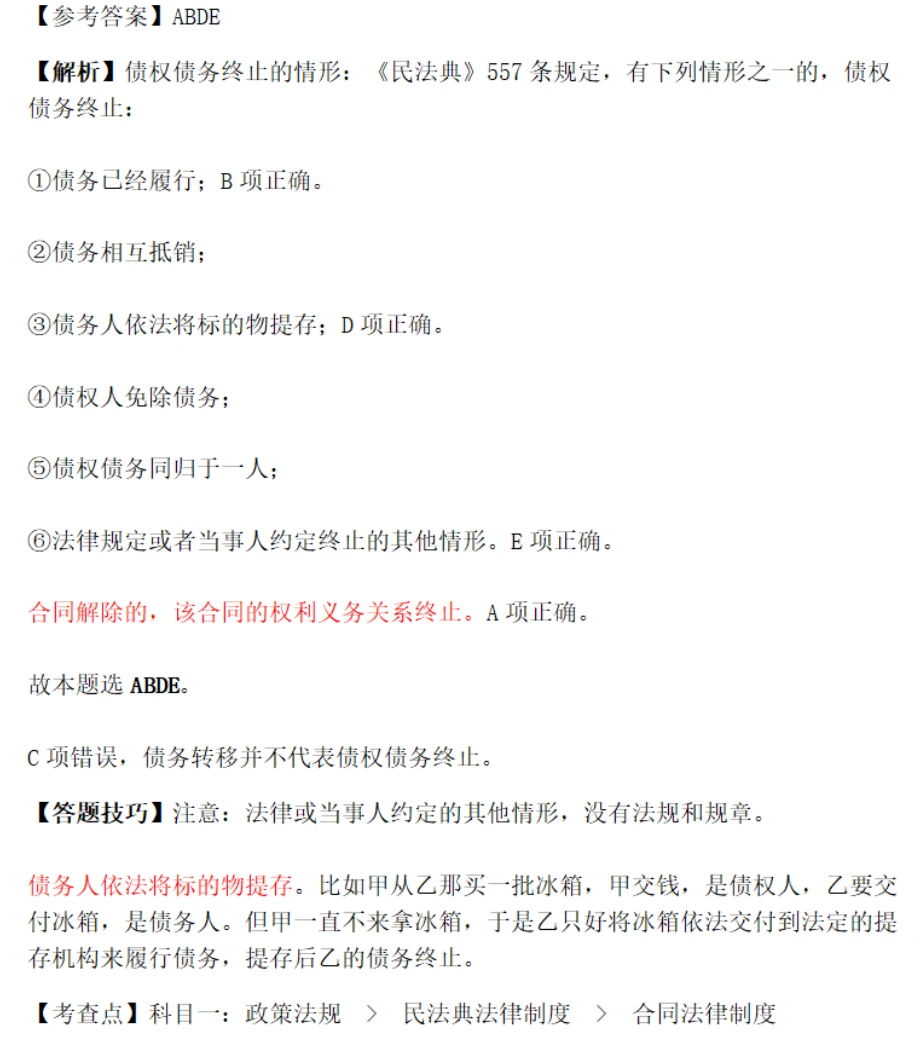 【参考答案】ABDE
【解析】债权债务终止的情形：《民法典》557 条规定，有下列情形之一的，债权
债务终止：
①债务已经履行；B 项正确。
②债务相互抵销；
③债务人依法将标的物提存；D 项正确。
④债权人免除债务；
⑤债权债务同归于一人；
⑥法律规定或者当事人约定终止的其他情形。E 项正确。
合同解除的，该合同的权利义务关系终止。A 项正确。
故本题选 ABDE。
C 项错误，债务转移并不代表债权债务终止。
【答题技巧】注意：法律或当事人约定的其他情形，没有法规和规章。
债务人依法将标的物提存。比如甲从乙那买一批冰箱，甲交钱，是债权人，乙要交
付冰箱，是债务人。但甲一直不来拿冰箱，于是乙只好将冰箱依法交付到法定的提
存机构来履行债务，提存后乙的债务终止。
【考查点】科目一：政策法规 > 民法典法律制度 > 合同法律制度